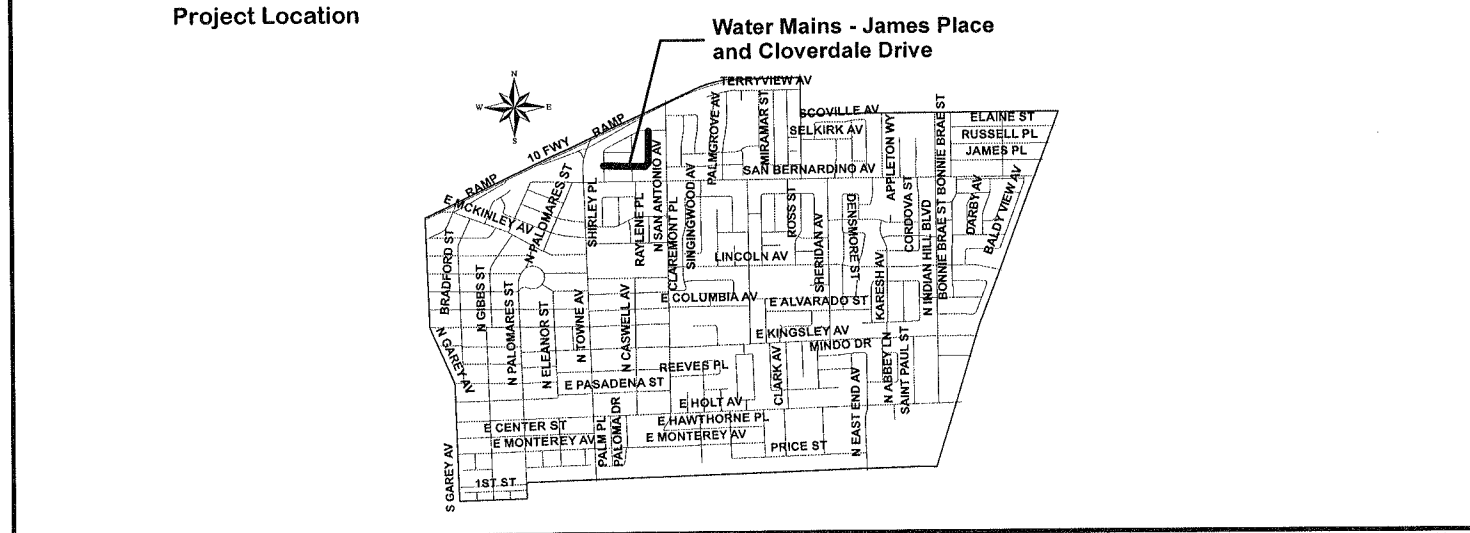 Project Location
Water Mains - James Place
and Cloverdale Drive
N
W
E
S
TERRYVIEW AV
SCOVILLE AV
ELAINE ST
SELKIRK AV
RUSSELL PL
JAMES PL
10 FWY
RAMP
RAMP
PALMGROVE AV
MIRAMAR ST
APPLETON WY
BONNIE BRAE ST
SAN BERNARDINO AV
E MCKINLEY AV
N PALOMARES ST
SHIRLEY PL
RAYLENE PL
N SAN ANTONIO AV
CLAREMONT PL
SINGINGWOOD AV
ROSS ST
SHERIDAN AV
DENSMORE ST
CORDOVA ST
N INDIAN HILL BLVD
BONNIE BRAE ST
DARBY AV
BALDY VIEW AV
LINCOLN AV
BRADFORD ST
N GIBBS ST
N PALOMARES ST
N ELEANOR ST
N TOWNE AV
N CASWELL AV
E COLUMBIA AV
E ALVARADO ST
KARESH AV
E KINGSLEY AV
MINDO DR
N GAREY AV
REEVES PL
CLARK AV
N ABBEY LN
SAINT PAUL ST
E PASADENA ST
E HOLT AV
N EAST END AV
E CENTER ST
E HAWTHORNE PL
E MONTEREY AV
E MONTEREY AV
PALM PL
PALOMA DR
PRICE ST
S GAREY AV
1ST ST